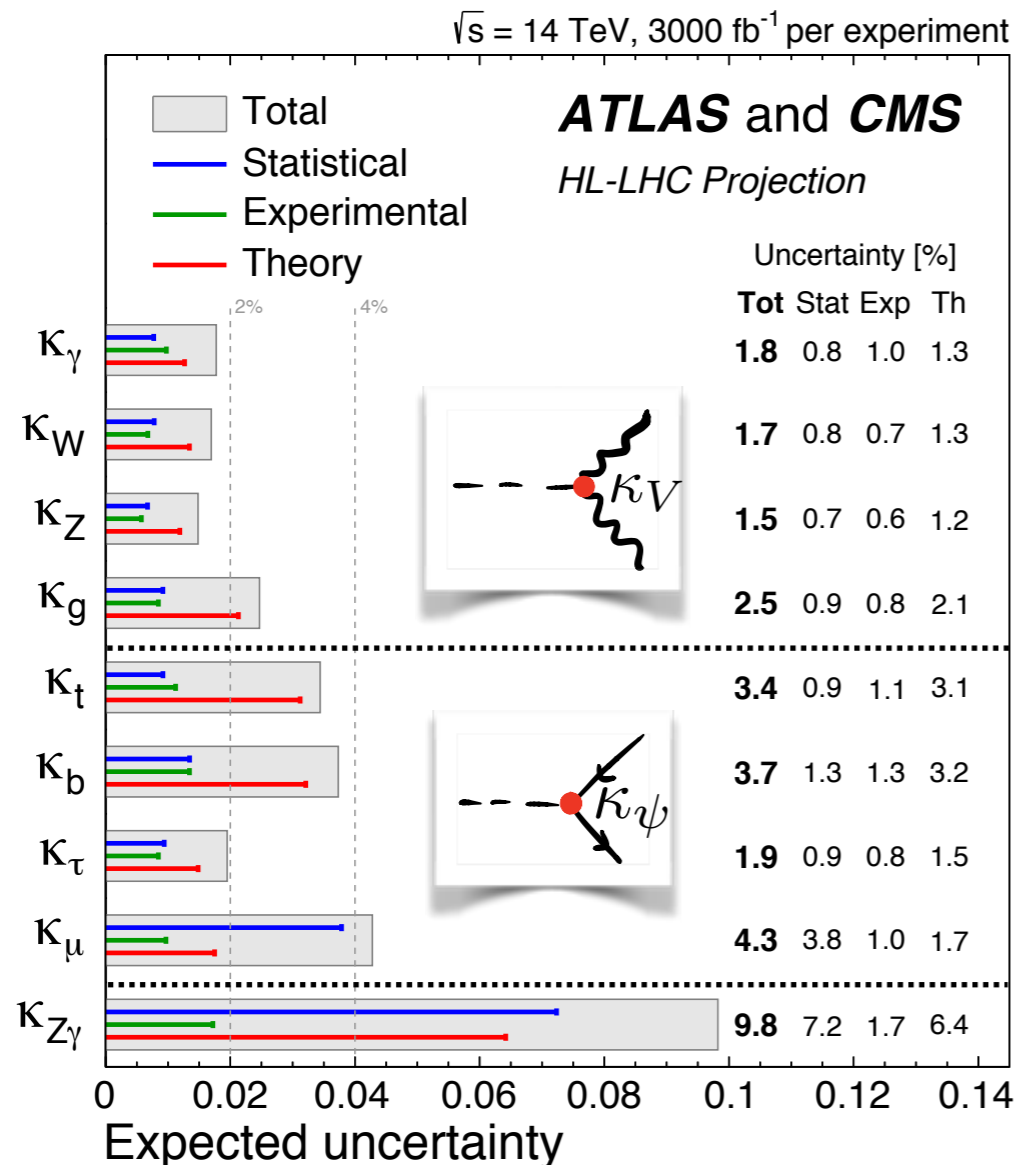 √s = 14 TeV, 3000 fb⁻¹ per experiment
Total
ATLAS and CMS
Statistical
HL-LHC Projection
Experimental
Theory
Uncertainty [%]
2% 4%
Tot Stat Exp Th
κγ 1.8 0.8 1.0 1.3
κW 1.7 0.8 0.7 1.3
κV
κZ 1.5 0.7 0.6 1.2
κg 2.5 0.9 0.8 2.1
κt 3.4 0.9 1.1 3.1
κb 3.7 1.3 1.3 3.2
κψ
κτ 1.9 0.9 0.8 1.5
κμ 4.3 3.8 1.0 1.7
κZγ 9.8 7.2 1.7 6.4
0 0.02 0.04 0.06 0.08 0.1 0.12 0.14
Expected uncertainty